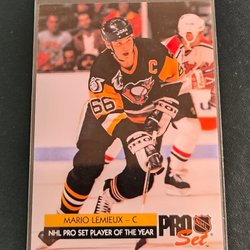 C
66
MARIO LEMIEUX – C
NHL PRO SET PLAYER OF THE YEAR
PRO
Set